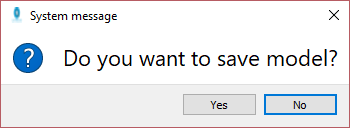 System message
Do you want to save model?
Yes
No